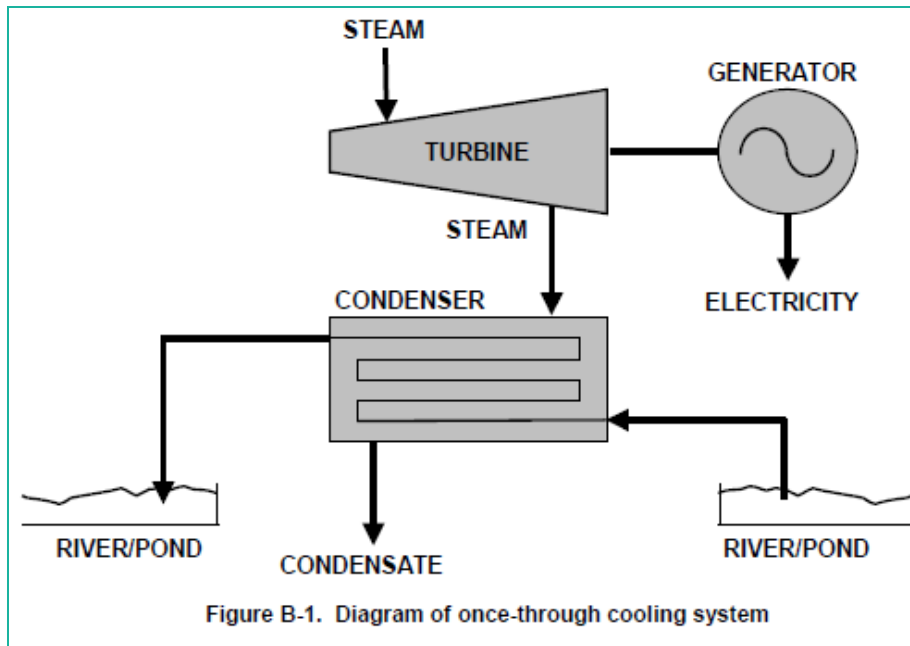 STEAM
GENERATOR
TURBINE
STEAM
CONDENSER
ELECTRICITY
RIVER/POND
RIVER/POND
CONDENSATE
Figure B-1. Diagram of once-through cooling system